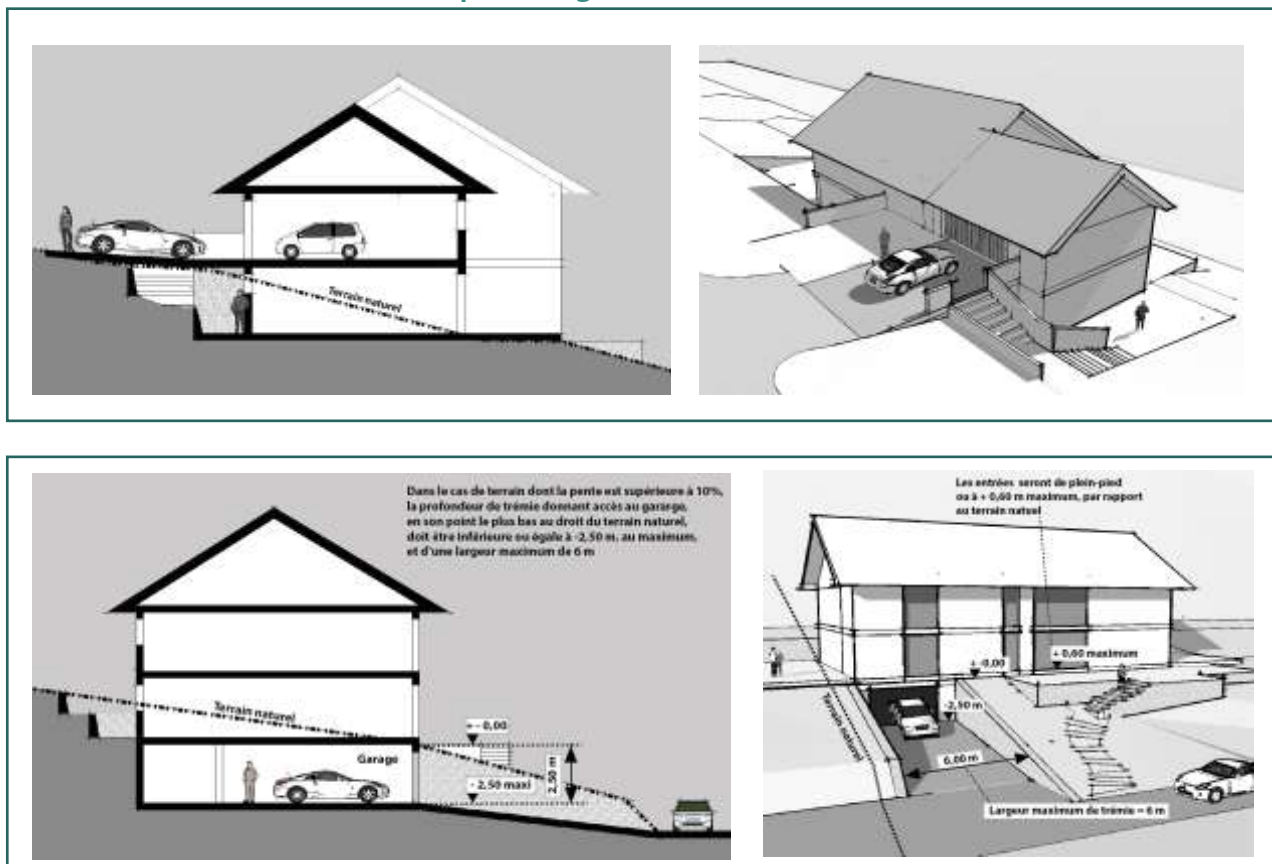 Terrain naturel
Dans le cas de terrain dont la pente est supérieure à 10%,
la profondeur de trémie donnant accès au gararge,
en son point le plus bas au droit du terrain naturel,
doit être inférieure ou égale à -2,50 m, au maximum,
et d'une largeur maximum de 6 m
Terrain naturel
+- 0,00
Garage
- 2,50 maxi
2,50 m
Les entrées seront de plein-pied
ou à + 0,60 m maximum, par rapport
au terrain natuel
+ -0,00
+ 0,60 maximum
-2,50 m
Terrain naturel
6,00 m
Largeur maximum de trémie = 6 m